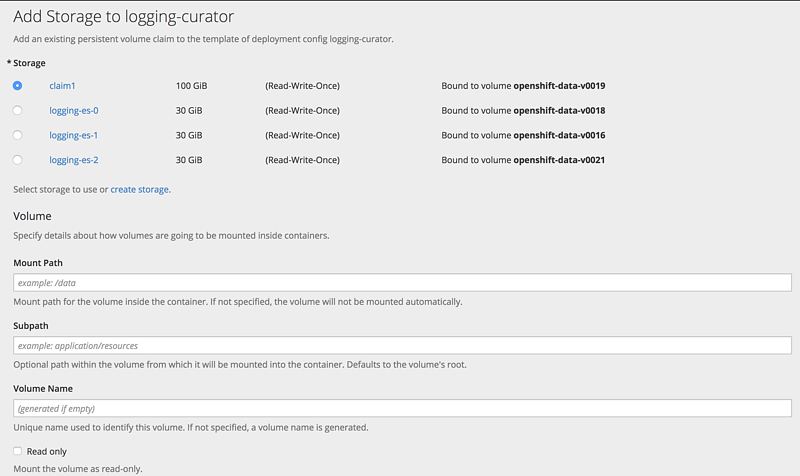 Add Storage to logging-curator
Add an existing persistent volume claim to the template of deployment config logging-curator.
* Storage
claim1 100 GiB (Read-Write-Once) Bound to volume openshift-data-v0019
logging-es-0 30 GiB (Read-Write-Once) Bound to volume openshift-data-v0018
logging-es-1 30 GiB (Read-Write-Once) Bound to volume openshift-data-v0016
logging-es-2 30 GiB (Read-Write-Once) Bound to volume openshift-data-v0021
Select storage to use or create storage.
Volume
Specify details about how volumes are going to be mounted inside containers.
Mount Path
example: /data
Mount path for the volume inside the container. If not specified, the volume will not be mounted automatically.
Subpath
example: application/resources
Optional path within the volume from which it will be mounted into the container. Defaults to the volume's root.
Volume Name
(generated if empty)
Unique name used to identify this volume. If not specified, a volume name is generated.
Read only
Mount the volume as read-only.